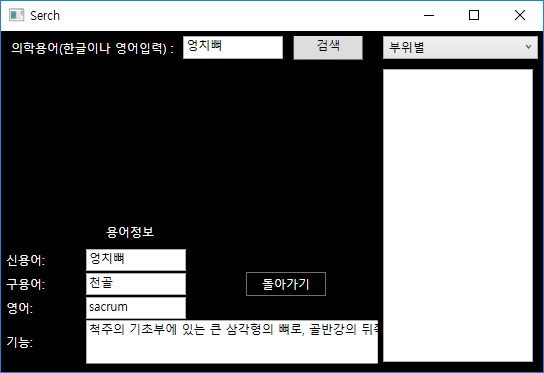 Serch
의학용어(한글이나 영어입력) : 엉치뼈 검색 부위별
용어정보
신용어: 엉치뼈
구용어: 천골 돌아가기
영어: sacrum
기능: 척주의 기초부에 있는 큰 삼각형의 뼈로, 골반강의 뒤쪽